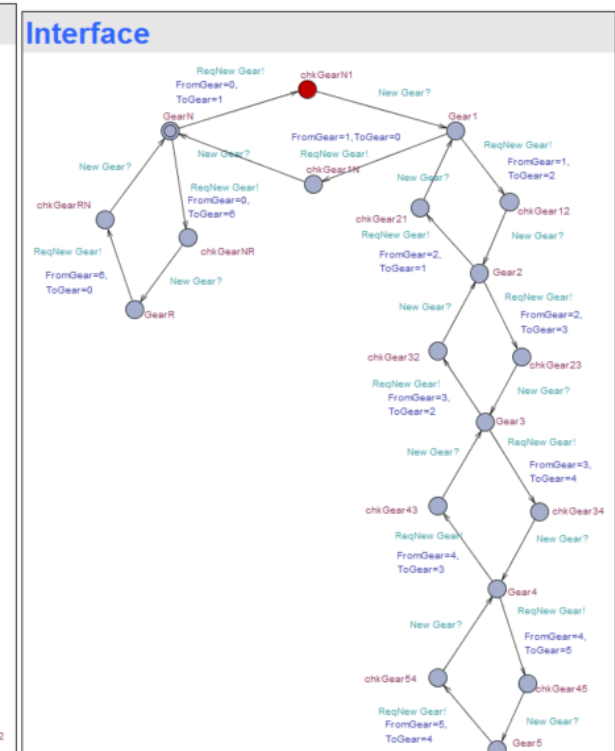 Interface
ReqNew Gear!
FromGear=0,
ToGear=1
chkGearN1
New Gear?
GearN
Gear1
FromGear=1,ToGear=0
ReqNew Gear!
New Gear?
chkGear1N
ReqNew Gear!
FromGear=1,
ToGear=2
New Gear?
ReqNew Gear!
FromGear=0,
ToGear=6
New Gear?
chkGearRN
chkGearNR
chkGear21
chkGear12
ReqNew Gear!
New Gear?
ReqNew Gear!
FromGear=6,
ToGear=0
New Gear?
FromGear=2,
ToGear=1
Gear2
GearR
New Gear?
ReqNew Gear!
FromGear=2,
ToGear=3
chkGear32
chkGear23
ReqNew Gear!
FromGear=3,
ToGear=2
New Gear?
Gear3
New Gear?
ReqNew Gear!
FromGear=3,
ToGear=4
chkGear43
chkGear34
ReqNew Gear!
New Gear?
FromGear=4,
ToGear=3
Gear4
New Gear?
ReqNew Gear!
FromGear=4,
ToGear=5
chkGear54
chkGear45
ReqNew Gear!
FromGear=5,
ToGear=4
New Gear?
Gear5
2